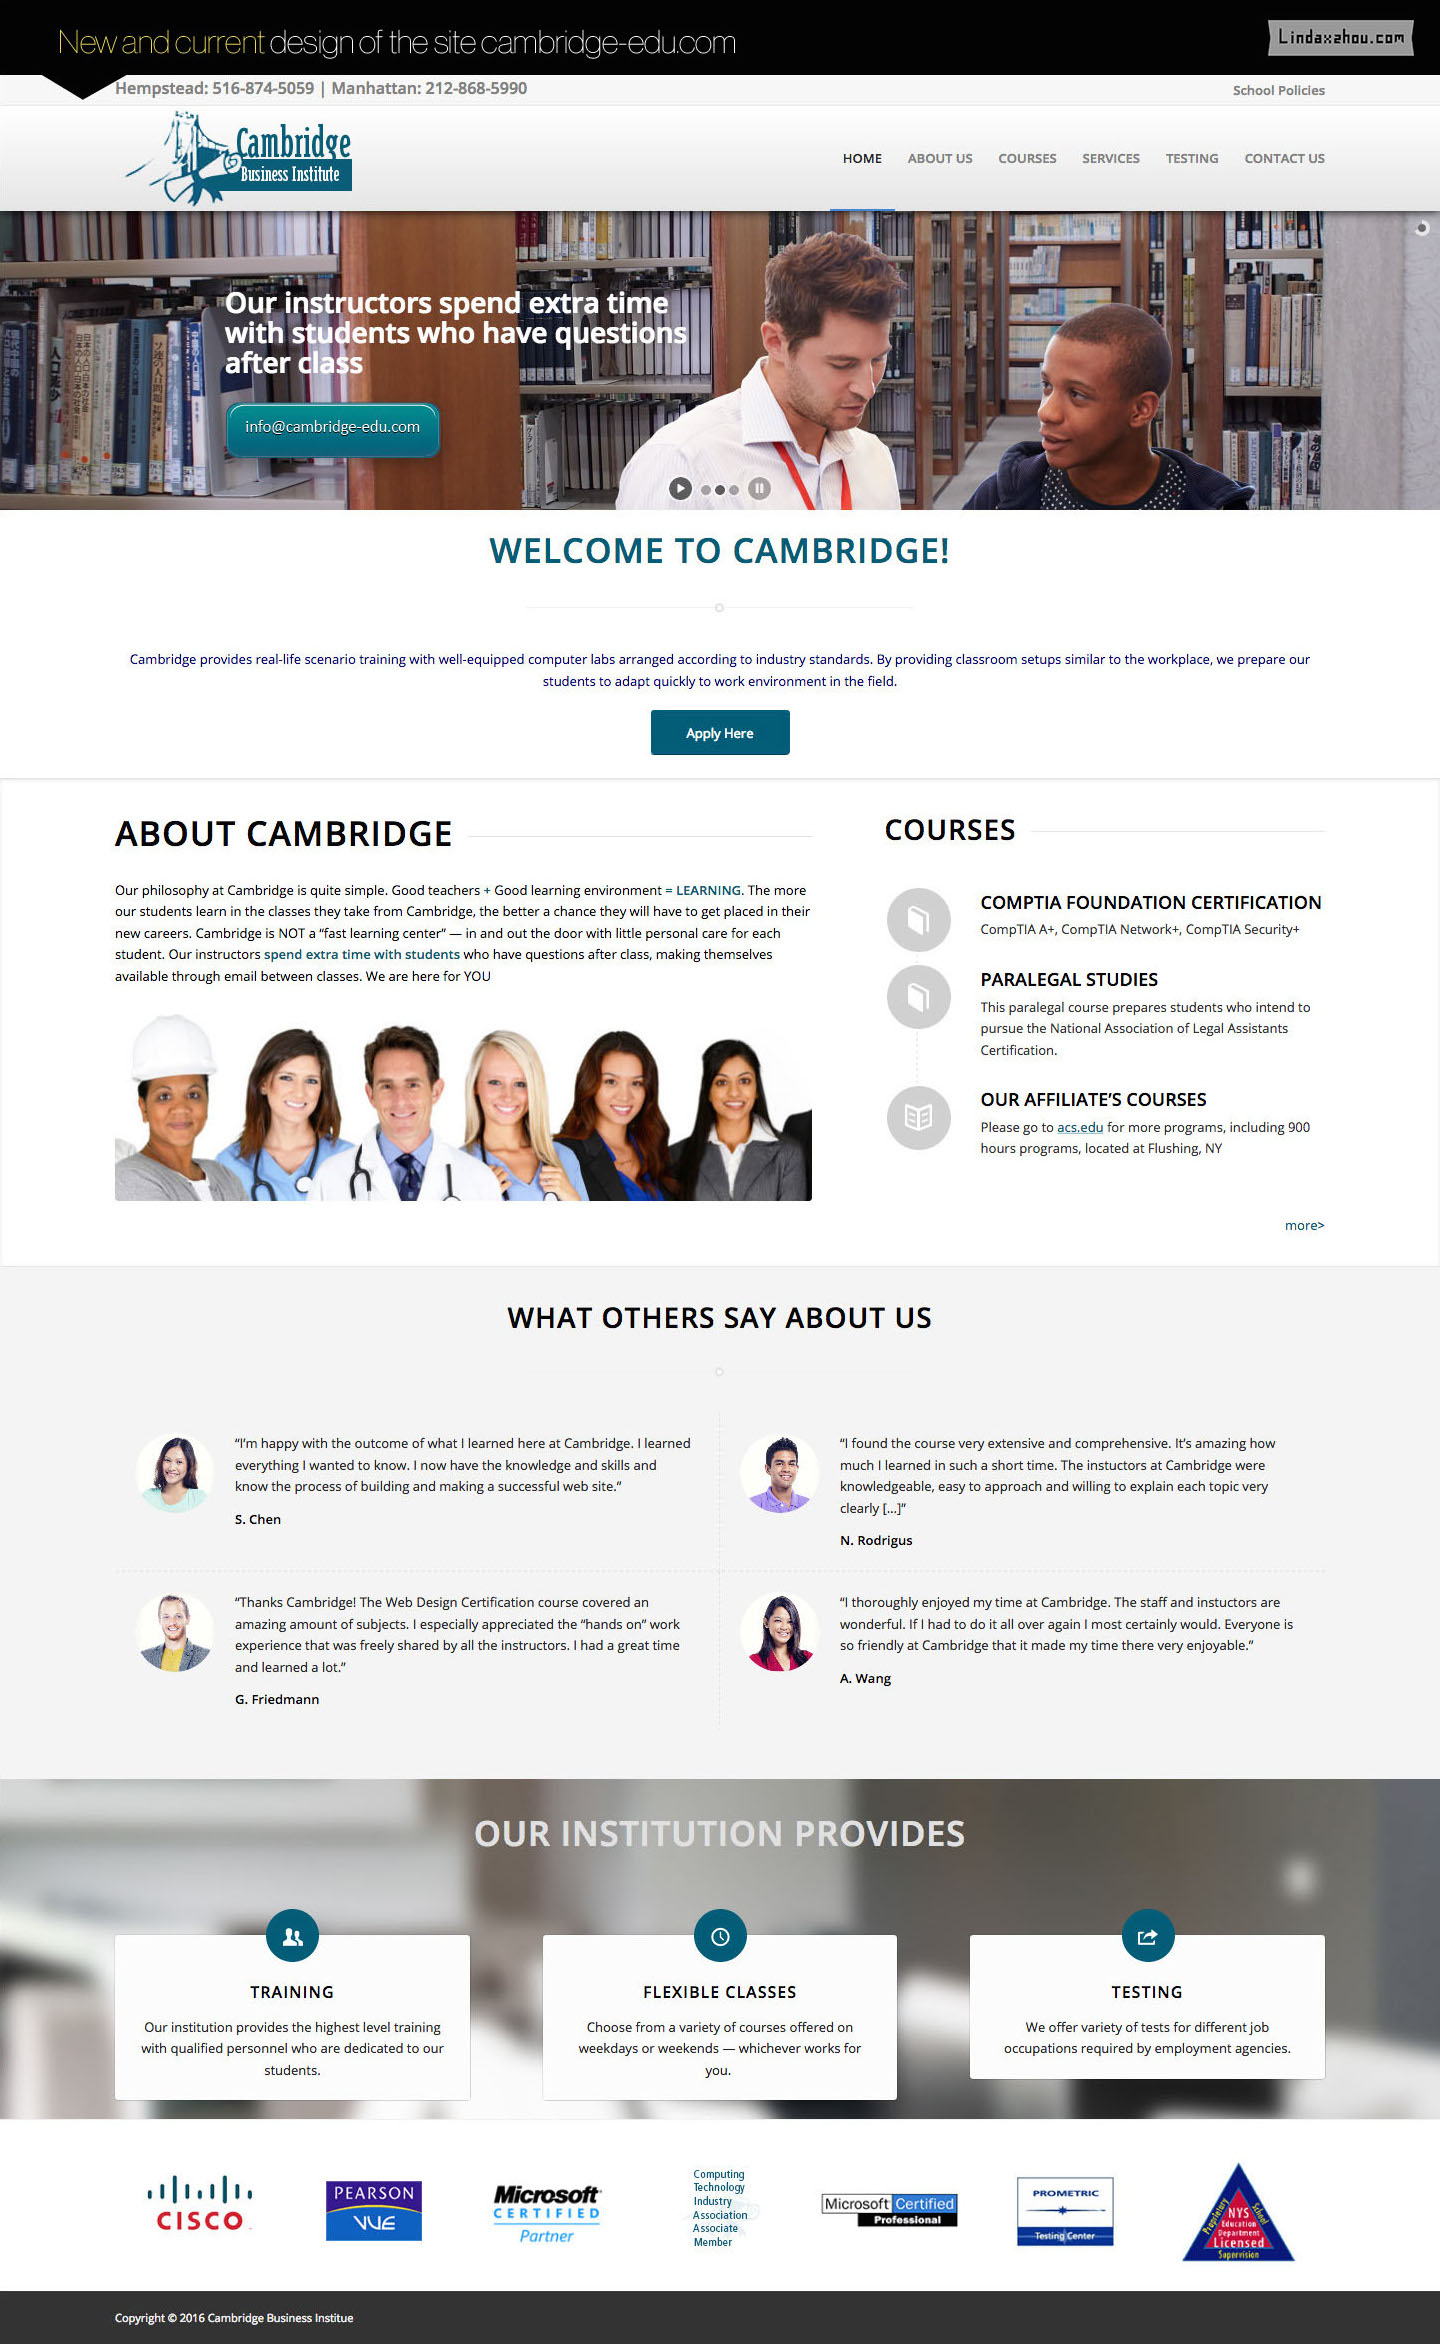 New and current design of the site cambridge-edu.com
Lindaxzhou.com
Hempstead: 516-874-5059 | Manhattan: 212-868-5990
School Policies
Cambridge
Business Institute
HOME ABOUT US COURSES SERVICES TESTING CONTACT US
Our instructors spend extra time
with students who have questions
after class
info@cambridge-edu.com
WELCOME TO CAMBRIDGE!
Cambridge provides real-life scenario training with well-equipped computer labs arranged according to industry standards. By providing classroom setups similar to the workplace, we prepare our
students to adapt quickly to work environment in the field.
Apply Here
ABOUT CAMBRIDGE
Our philosophy at Cambridge is quite simple. Good teachers + Good learning environment = LEARNING. The more
our students learn in the classes they take from Cambridge, the better a chance they will have to get placed in their
new careers. Cambridge is NOT a “fast learning center” — in and out the door with little personal care for each
student. Our instructors spend extra time with students who have questions after class, making themselves
available through email between classes. We are here for YOU
COURSES
COMPTIA FOUNDATION CERTIFICATION
CompTIA A+, CompTIA Network+, CompTIA Security+
PARALEGAL STUDIES
This paralegal course prepares students who intend to
pursue the National Association of Legal Assistants
Certification.
OUR AFFILIATE’S COURSES
Please go to acs.edu for more programs, including 900
hours programs, located at Flushing, NY
more>
WHAT OTHERS SAY ABOUT US
“I’m happy with the outcome of what I learned here at Cambridge. I learned
everything I wanted to know. I now have the knowledge and skills and
know the process of building and making a successful web site.”
S. Chen
“I found the course very extensive and comprehensive. It’s amazing how
much I learned in such a short time. The instuctors at Cambridge were
knowledgeable, easy to approach and willing to explain each topic very
clearly [...]”
N. Rodrigus
“Thanks Cambridge! The Web Design Certification course covered an
amazing amount of subjects. I especially appreciated the “hands on” work
experience that was freely shared by all the instructors. I had a great time
and learned a lot.”
G. Friedmann
“I thoroughly enjoyed my time at Cambridge. The staff and instuctors are
wonderful. If I had to do it all over again I most certainly would. Everyone is
so friendly at Cambridge that it made my time there very enjoyable.”
A. Wang
OUR INSTITUTION PROVIDES
TRAINING
Our institution provides the highest level training
with qualified personnel who are dedicated to our
students.
FLEXIBLE CLASSES
Choose from a variety of courses offered on
weekdays or weekends — whichever works for
you.
TESTING
We offer variety of tests for different job
occupations required by employment agencies.
CISCO
PEARSON
VUE
Microsoft
CERTIFIED
Partner
Computing
Technology
Industry
Association
Associate
Member
Microsoft Certified
Professional
PROMETRIC
Testing Center
Proprietary School
NYS
Education
Department
Licensed
Supervision
Copyright © 2016 Cambridge Business Institue